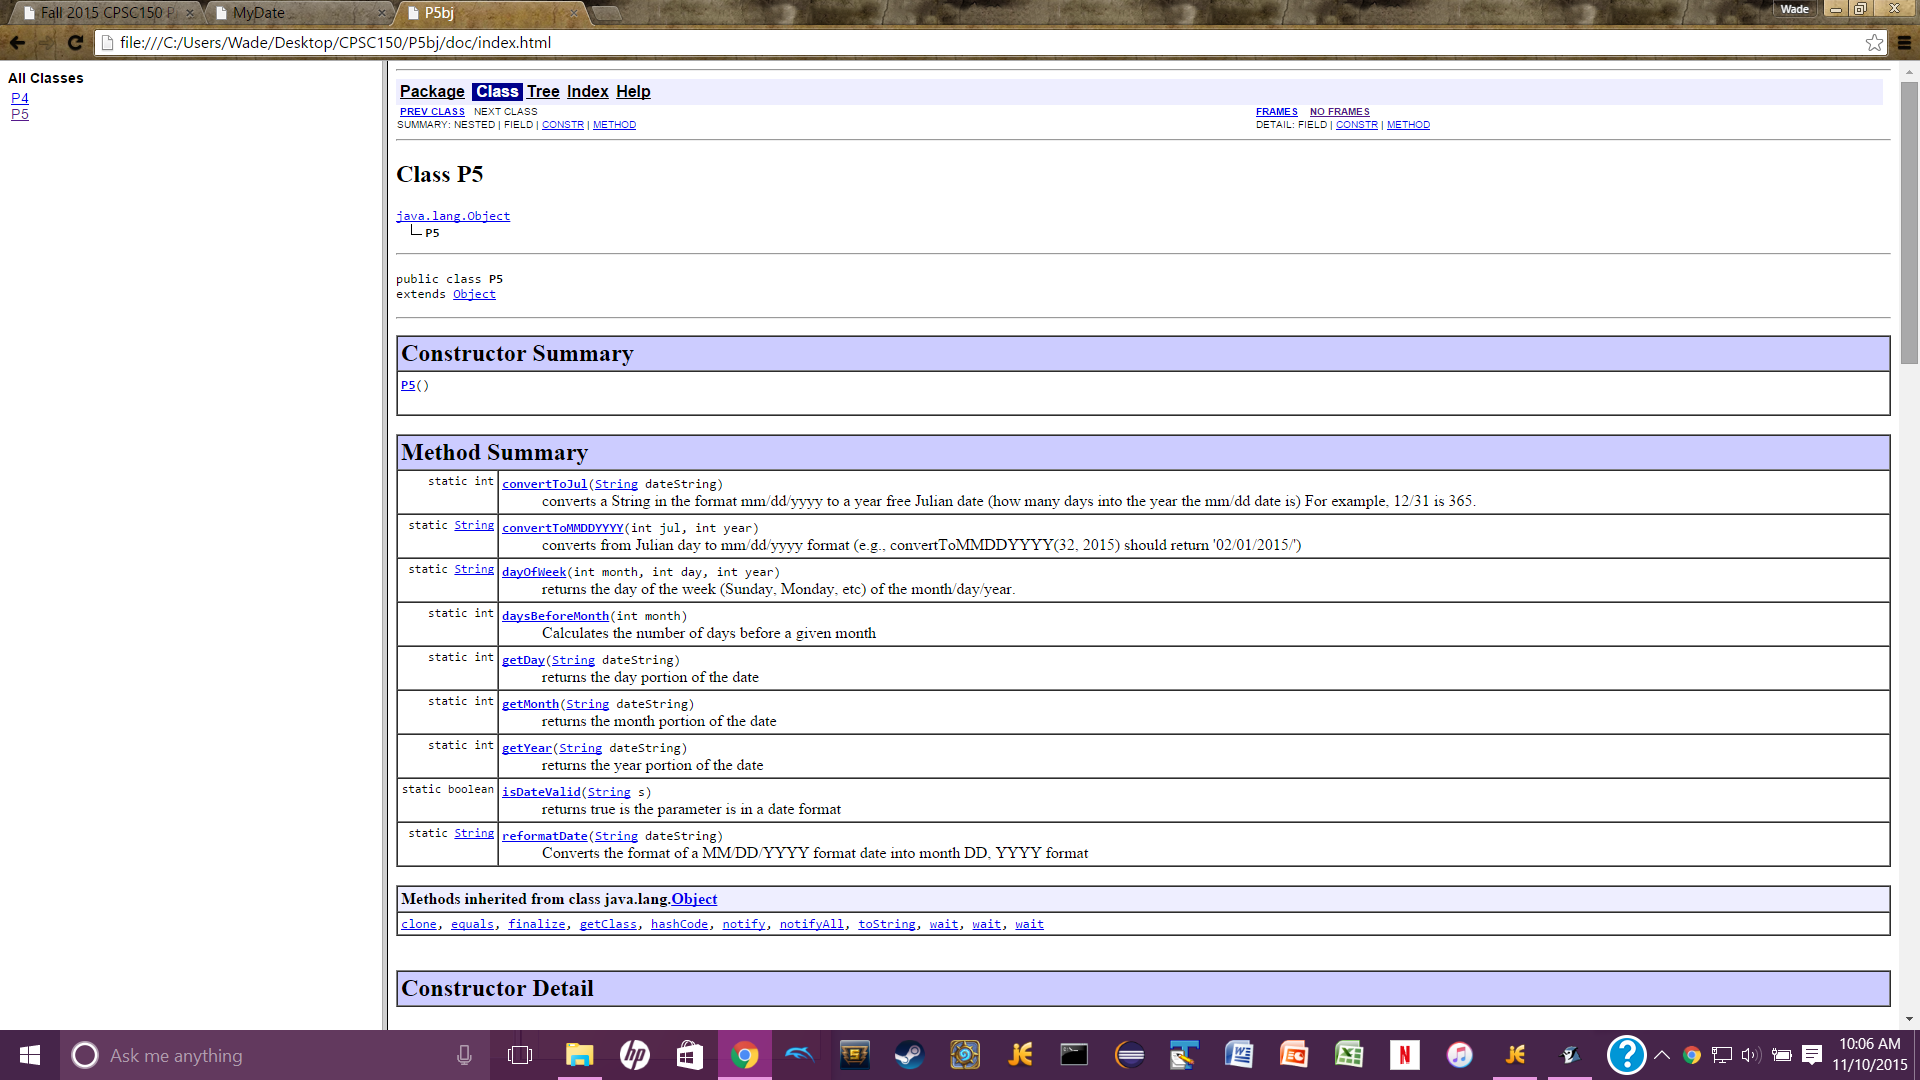 Fall 2015 CPSC150 P
MyDate
P5bj
Wade
file:///C:/Users/Wade/Desktop/CPSC150/P5bj/doc/index.html
All Classes
P4
P5
Package Class Tree Index Help
PREV CLASS NEXT CLASS
FRAMES NO FRAMES
SUMMARY: NESTED | FIELD | CONSTR | METHOD
DETAIL: FIELD | CONSTR | METHOD
Class P5
java.lang.Object
P5
public class P5
extends Object
Constructor Summary
P5()
Method Summary
static int convertToJul(String dateString)
converts a String in the format mm/dd/yyyy to a year free Julian date (how many days into the year the mm/dd date is) For example, 12/31 is 365.
static String convertToMMDDYYYY(int jul, int year)
converts from Julian day to mm/dd/yyyy format (e.g., convertToMMDDYYYY(32, 2015) should return '02/01/2015/')
static String dayOfWeek(int month, int day, int year)
returns the day of the week (Sunday, Monday, etc) of the month/day/year.
static int daysBeforeMonth(int month)
Calculates the number of days before a given month
static int getDay(String dateString)
returns the day portion of the date
static int getMonth(String dateString)
returns the month portion of the date
static int getYear(String dateString)
returns the year portion of the date
static boolean isDateValid(String s)
returns true is the parameter is in a date format
static String reformatDate(String dateString)
Converts the format of a MM/DD/YYYY format date into month DD, YYYY format
Methods inherited from class java.lang.Object
clone, equals, finalize, getClass, hashCode, notify, notifyAll, toString, wait, wait, wait
Constructor Detail
Ask me anything
10:06 AM
11/10/2015